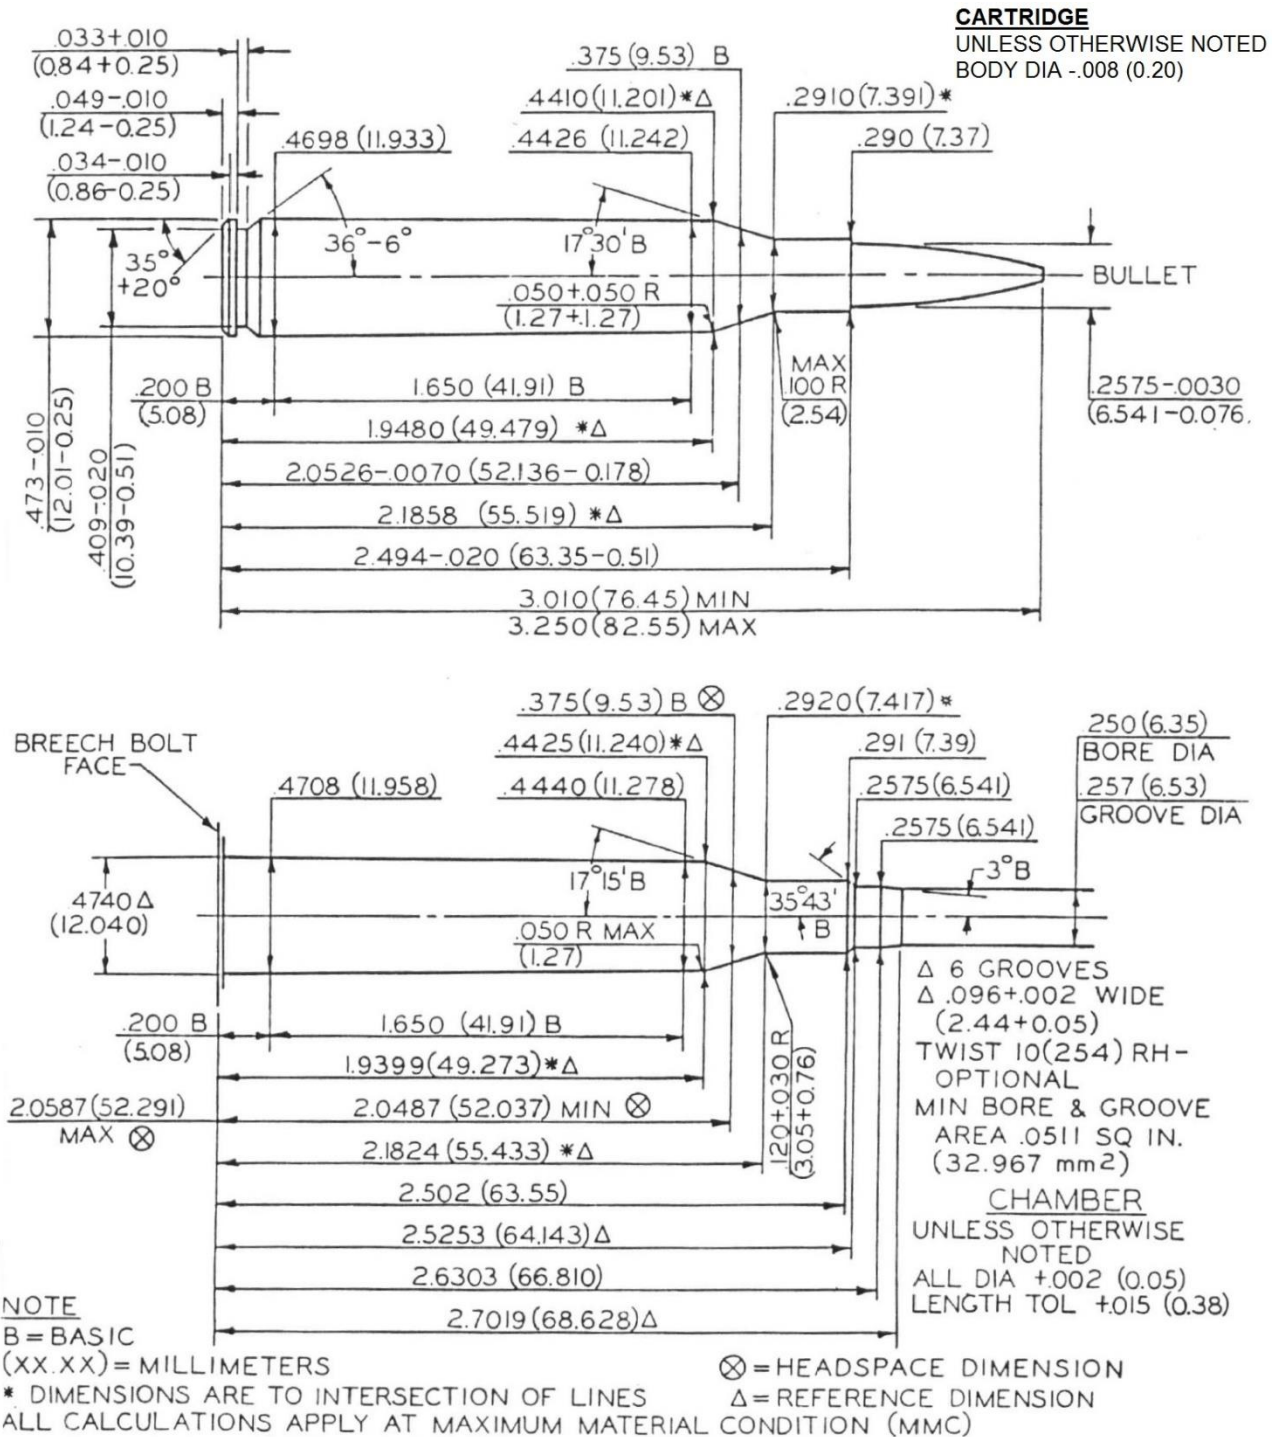 CARTRIDGE
UNLESS OTHERWISE NOTED
BODY DIA -.008 (0.20)
.033+.010
(0.84+0.25)
.049-.010
(1.24-0.25)
.034-.010
(0.86-0.25)
.375 (9.53) B
.4410(11.201)*Δ
.4426 (11.242)
.2910(7.391)*
.290 (7.37)
.4698 (11.933)
35°
+20°
36°-6°
17°30'B
.050+.050 R
(1.27+1.27)
BULLET
MAX
.100 R
(2.54)
.2575-.0030
(6.541-0.076.
.200 B
(5.08)
1.650 (41.91) B
1.9480 (49.479) *Δ
2.0526-.0070 (52.136-0.178)
2.1858 (55.519) *Δ
2.494-.020 (63.35-0.51)
3.010(76.45) MIN
3.250(82.55) MAX
.473-.010
(12.01-0.25)
.409-.020
(10.39-0.51)
BREECH BOLT
FACE
.375(9.53) B ⊗
.4425(11.240)*Δ
.4440 (11.278)
.2920(7.417)*
.291 (7.39)
.2575(6.541)
.2575(6.541)
.250 (6.35)
BORE DIA
.257 (6.53)
GROOVE DIA
.4708 (11.958)
.4740 Δ
(12.040)
17°15'B
.050 R MAX
(1.27)
35°43'
B
3°B
.200 B
(5.08)
1.650 (41.91) B
1.9399(49.273)*Δ
2.0587(52.291)
MAX ⊗
2.0487 (52.037) MIN ⊗
2.1824 (55.433) *Δ
2.502 (63.55)
2.5253 (64.143)Δ
2.6303 (66.810)
2.7019(68.628)Δ
.120+.030 R
(3.05+0.76)
Δ 6 GROOVES
Δ .096+.002 WIDE
(2.44+0.05)
TWIST 10(254) RH-
OPTIONAL
MIN BORE & GROOVE
AREA .0511 SQ IN.
(32.967 mm2)
CHAMBER
UNLESS OTHERWISE
NOTED
ALL DIA +.002 (0.05)
LENGTH TOL +.015 (0.38)
NOTE
B=BASIC
(XX.XX)=MILLIMETERS
* DIMENSIONS ARE TO INTERSECTION OF LINES
ALL CALCULATIONS APPLY AT MAXIMUM MATERIAL CONDITION (MMC)
⊗=HEADSPACE DIMENSION
Δ=REFERENCE DIMENSION